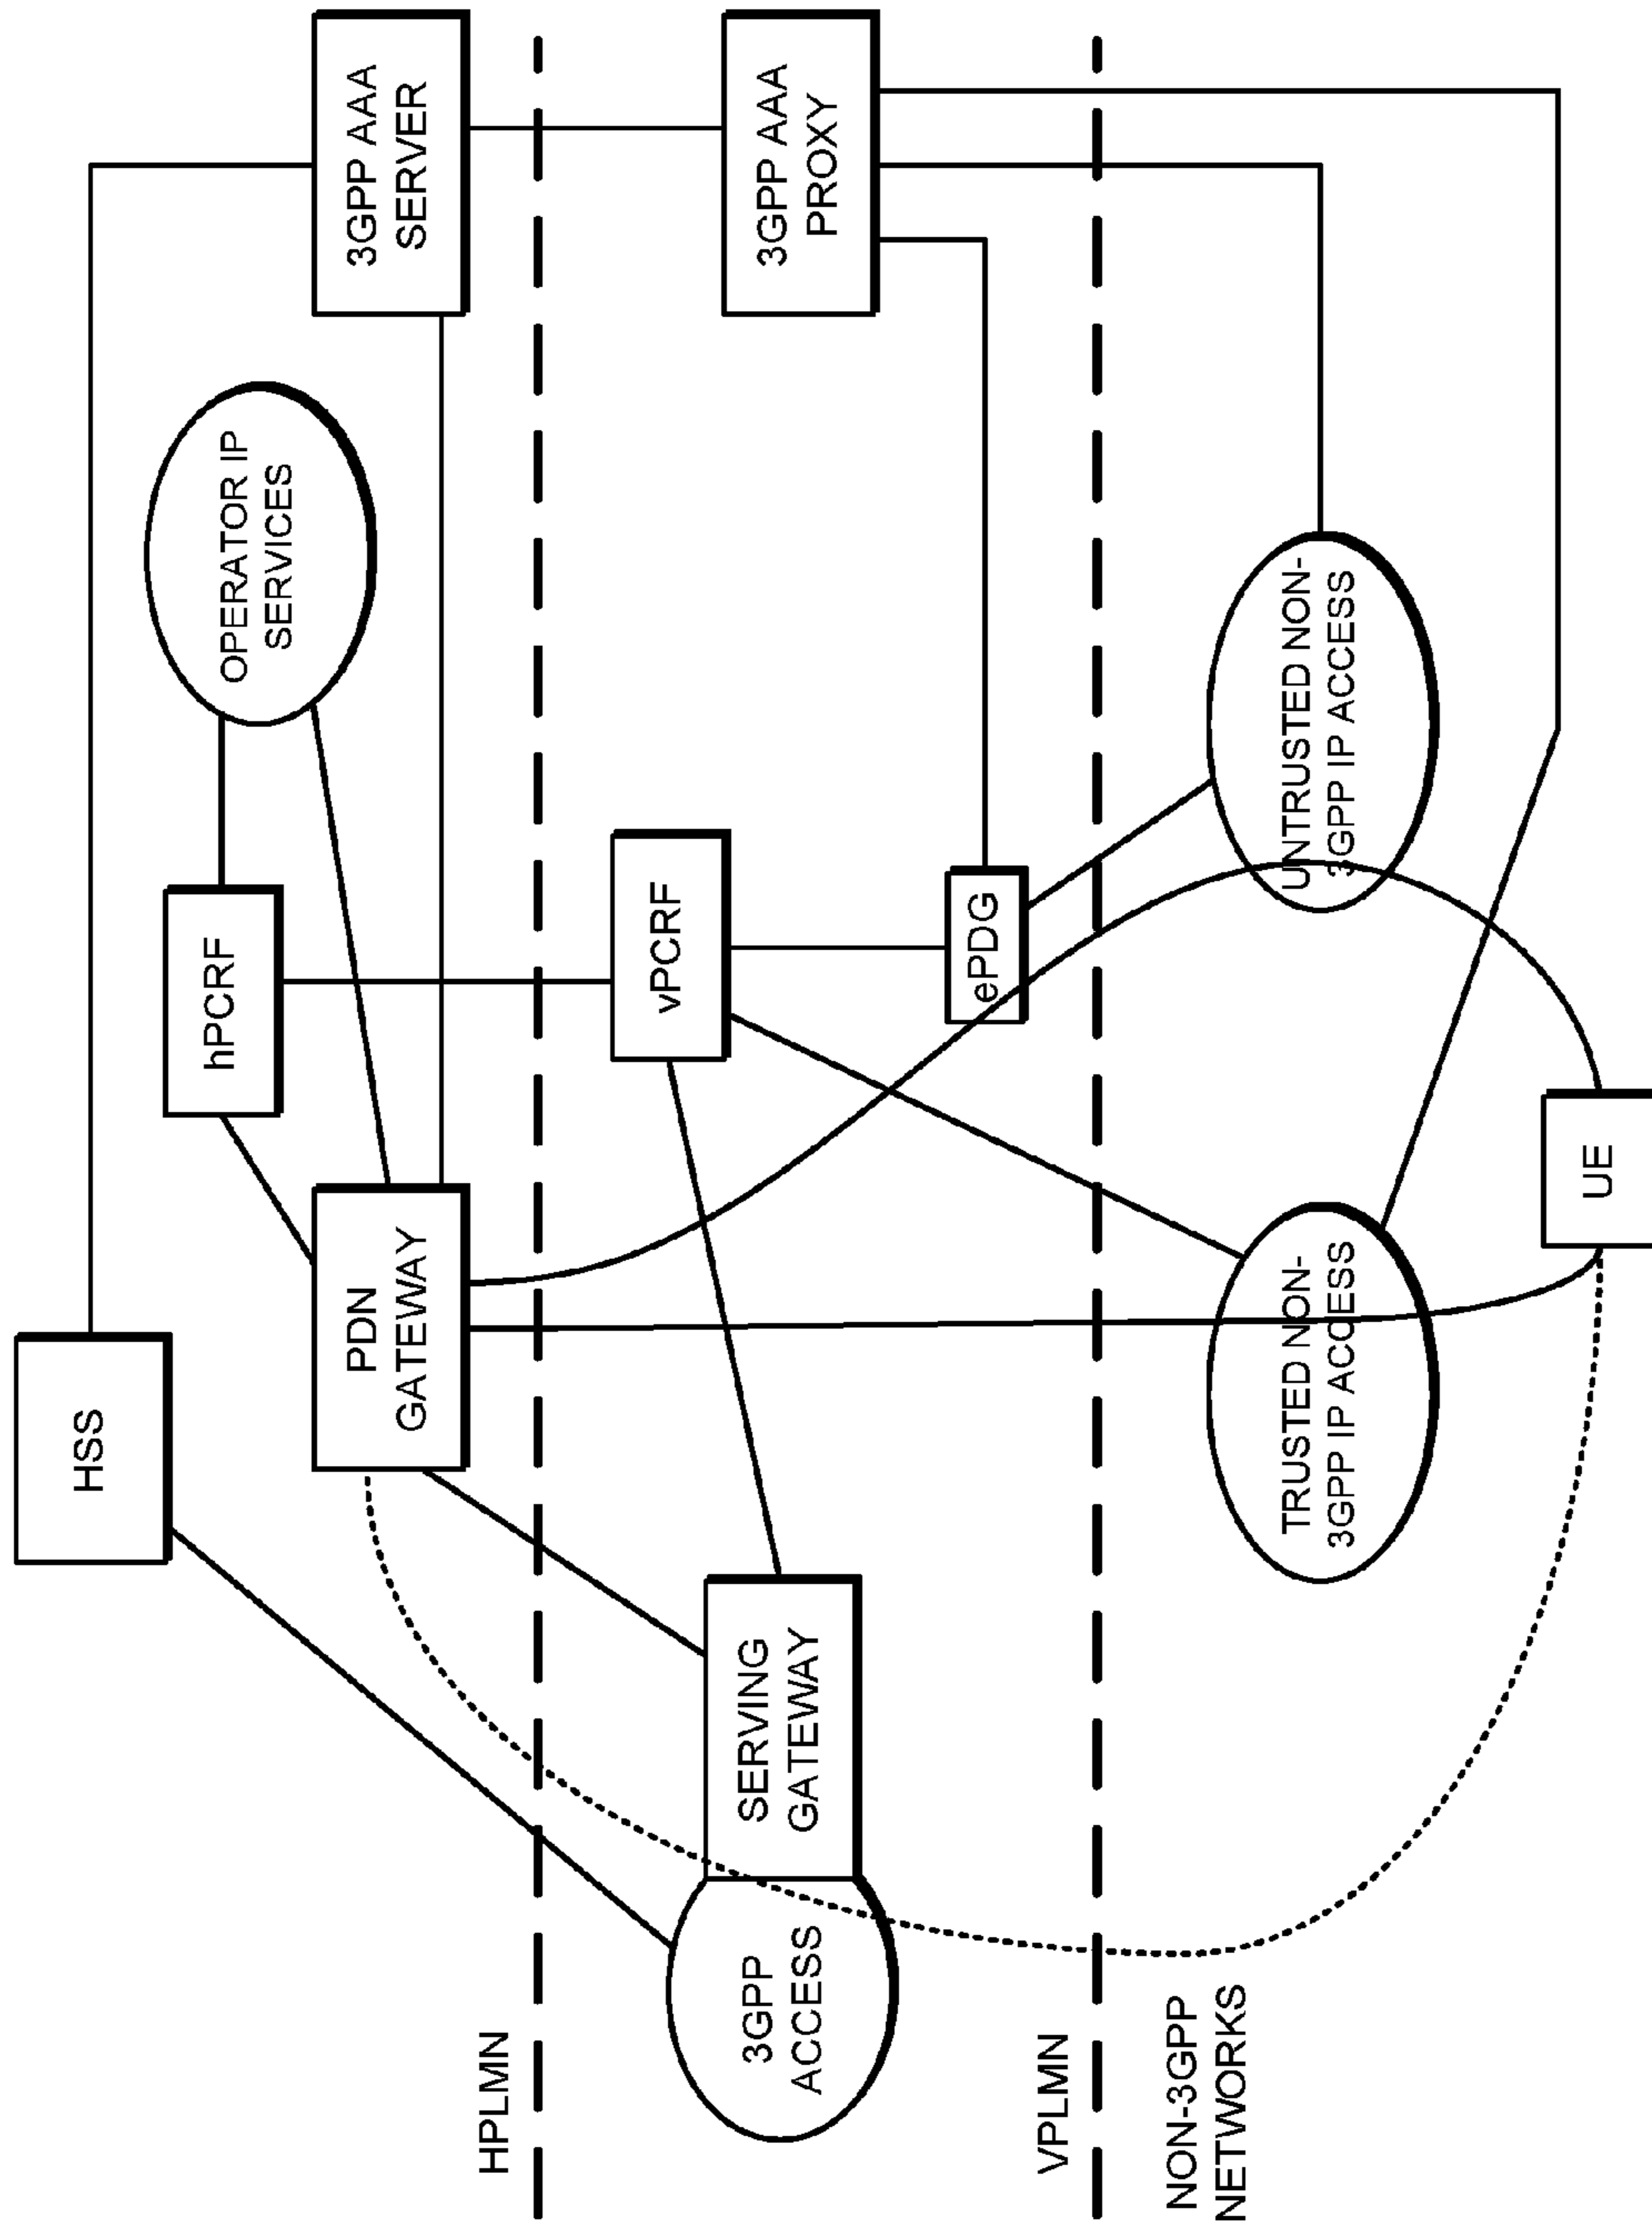 HSS
hPCRF
OPERATOR IP
SERVICES
PDN
GATEWAY
3GPP AAA
SERVER
HPLMN
3GPP
ACCESS
SERVING
GATEWAY
vPCRF
3GPP AAA
PROXY
ePDG
VPLMN
NON-3GPP
NETWORKS
TRUSTED NON-
3GPP IP ACCESS
UNTRUSTED NON-
3GPP IP ACCESS
UE